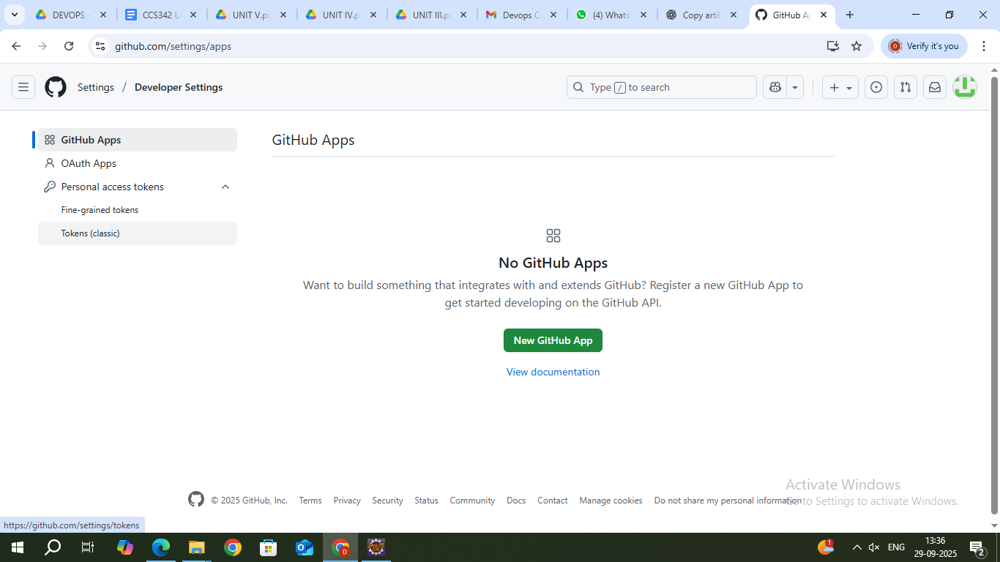 DEVOPS -
CCS342 L
UNIT V.po
UNIT IV.p
UNIT III.p
Devops C
(4) Whats
Copy artif
GitHub Ap
github.com/settings/apps
Verify it's you
Settings / Developer Settings
Type / to search
GitHub Apps
OAuth Apps
Personal access tokens
Fine-grained tokens
Tokens (classic)
GitHub Apps
No GitHub Apps
Want to build something that integrates with and extends GitHub? Register a new GitHub App to
get started developing on the GitHub API.
New GitHub App
View documentation
© 2025 GitHub, Inc. Terms Privacy Security Status Community Docs Contact Manage cookies Do not share my personal information
Activate Windows
Go to Settings to activate Windows.
https://github.com/settings/tokens
ENG
13:36
29-09-2025
2